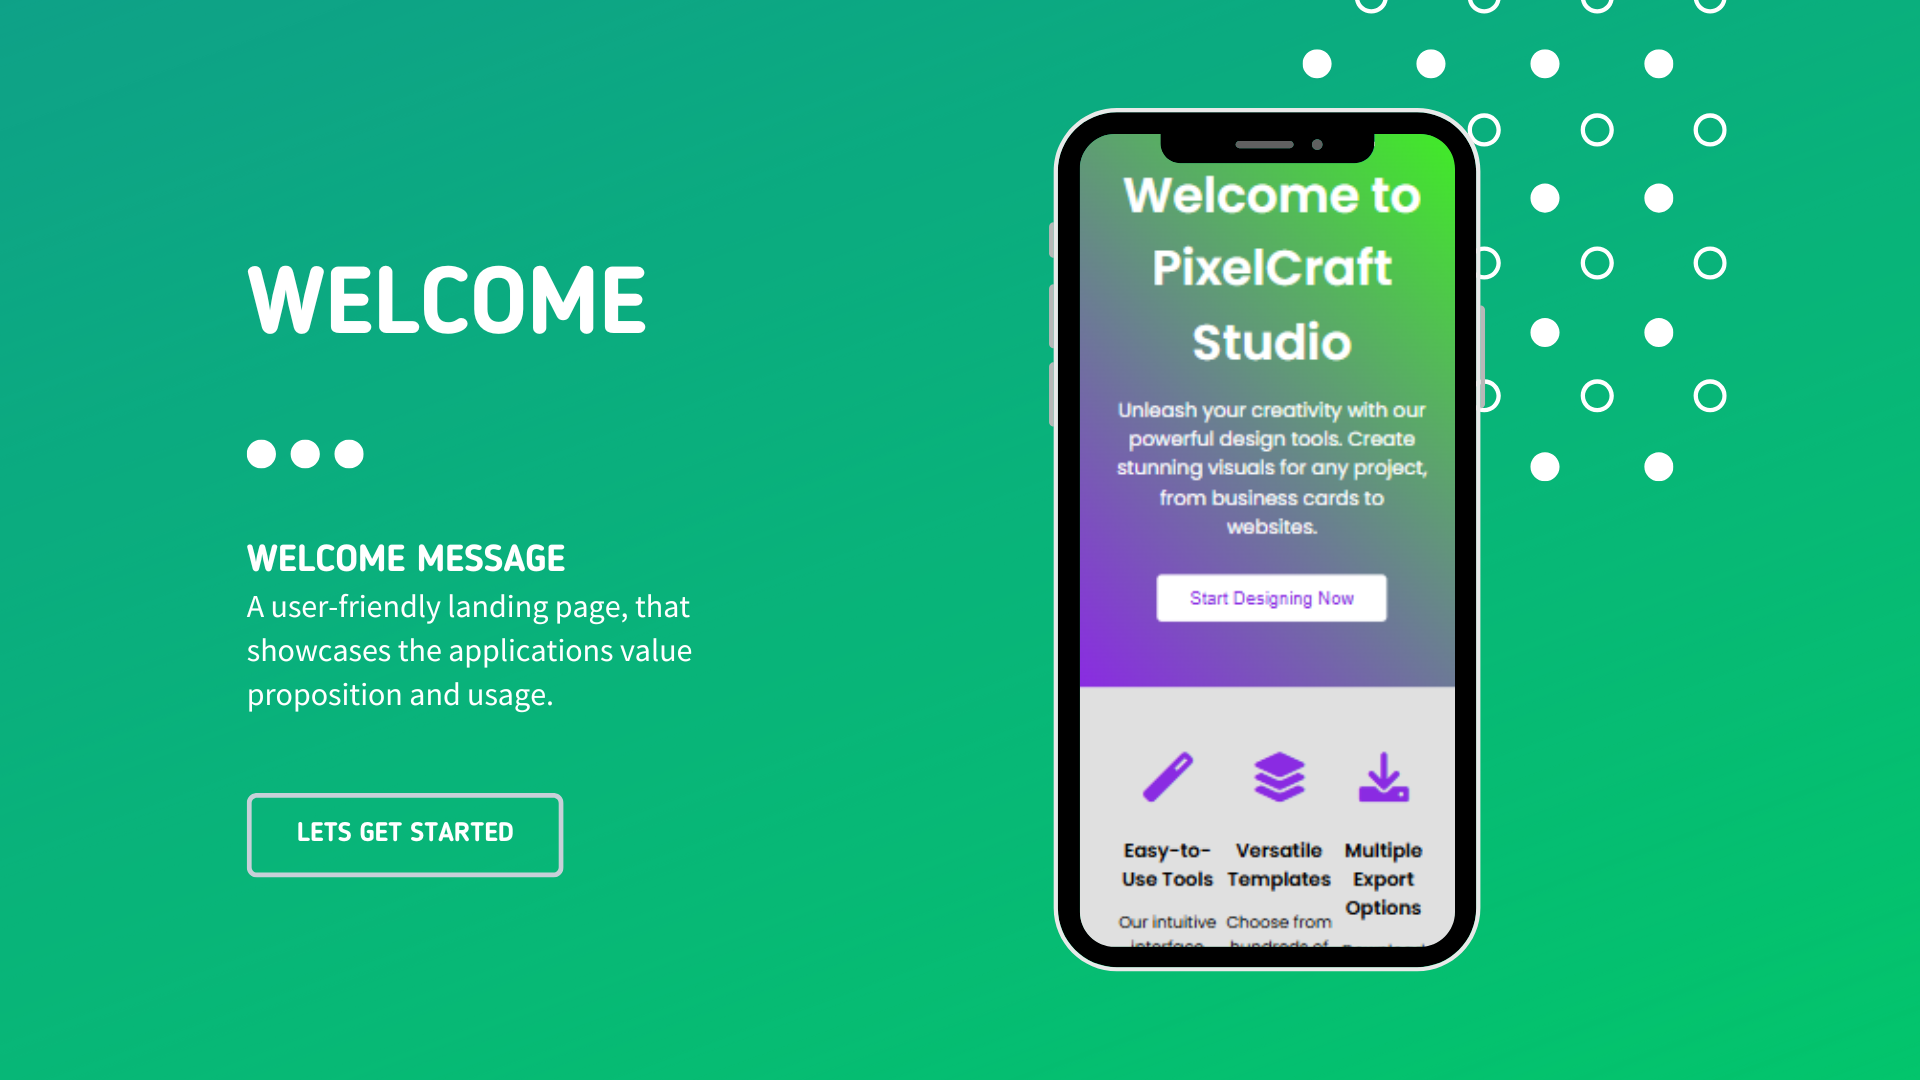 WELCOME
WELCOME MESSAGE
A user-friendly landing page, that
showcases the applications value
proposition and usage.
LETS GET STARTED
Welcome to
PixelCraft
Studio
Unleash your creativity with our
powerful design tools. Create
stunning visuals for any project,
from business cards to
websites.
Start Designing Now
Easy-to-
Use Tools
Our intuitive
interface
Versatile
Templates
Choose from
hundreds of
Multiple
Export
Options